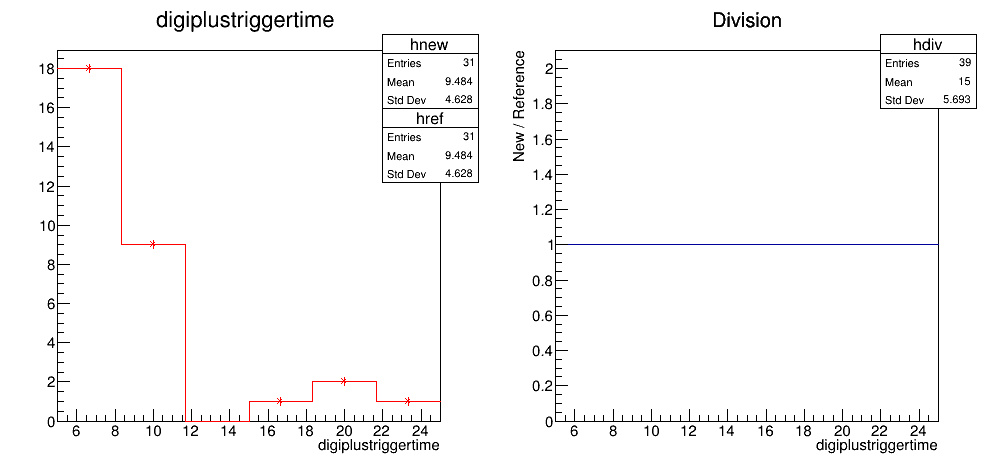 digiplustriggertime
hnew
Entries 31
Mean 9.484
Std Dev 4.628
href
Entries 31
Mean 9.484
Std Dev 4.628
18
16
14
12
10
8
6
4
2
0
6 8 10 12 14 16 18 20 22 24
digiplustriggertime
Division
hdiv
Entries 39
Mean 15
Std Dev 5.693
New / Reference
2
1.8
1.6
1.4
1.2
1
0.8
0.6
0.4
0.2
0
6 8 10 12 14 16 18 20 22 24
digiplustriggertime